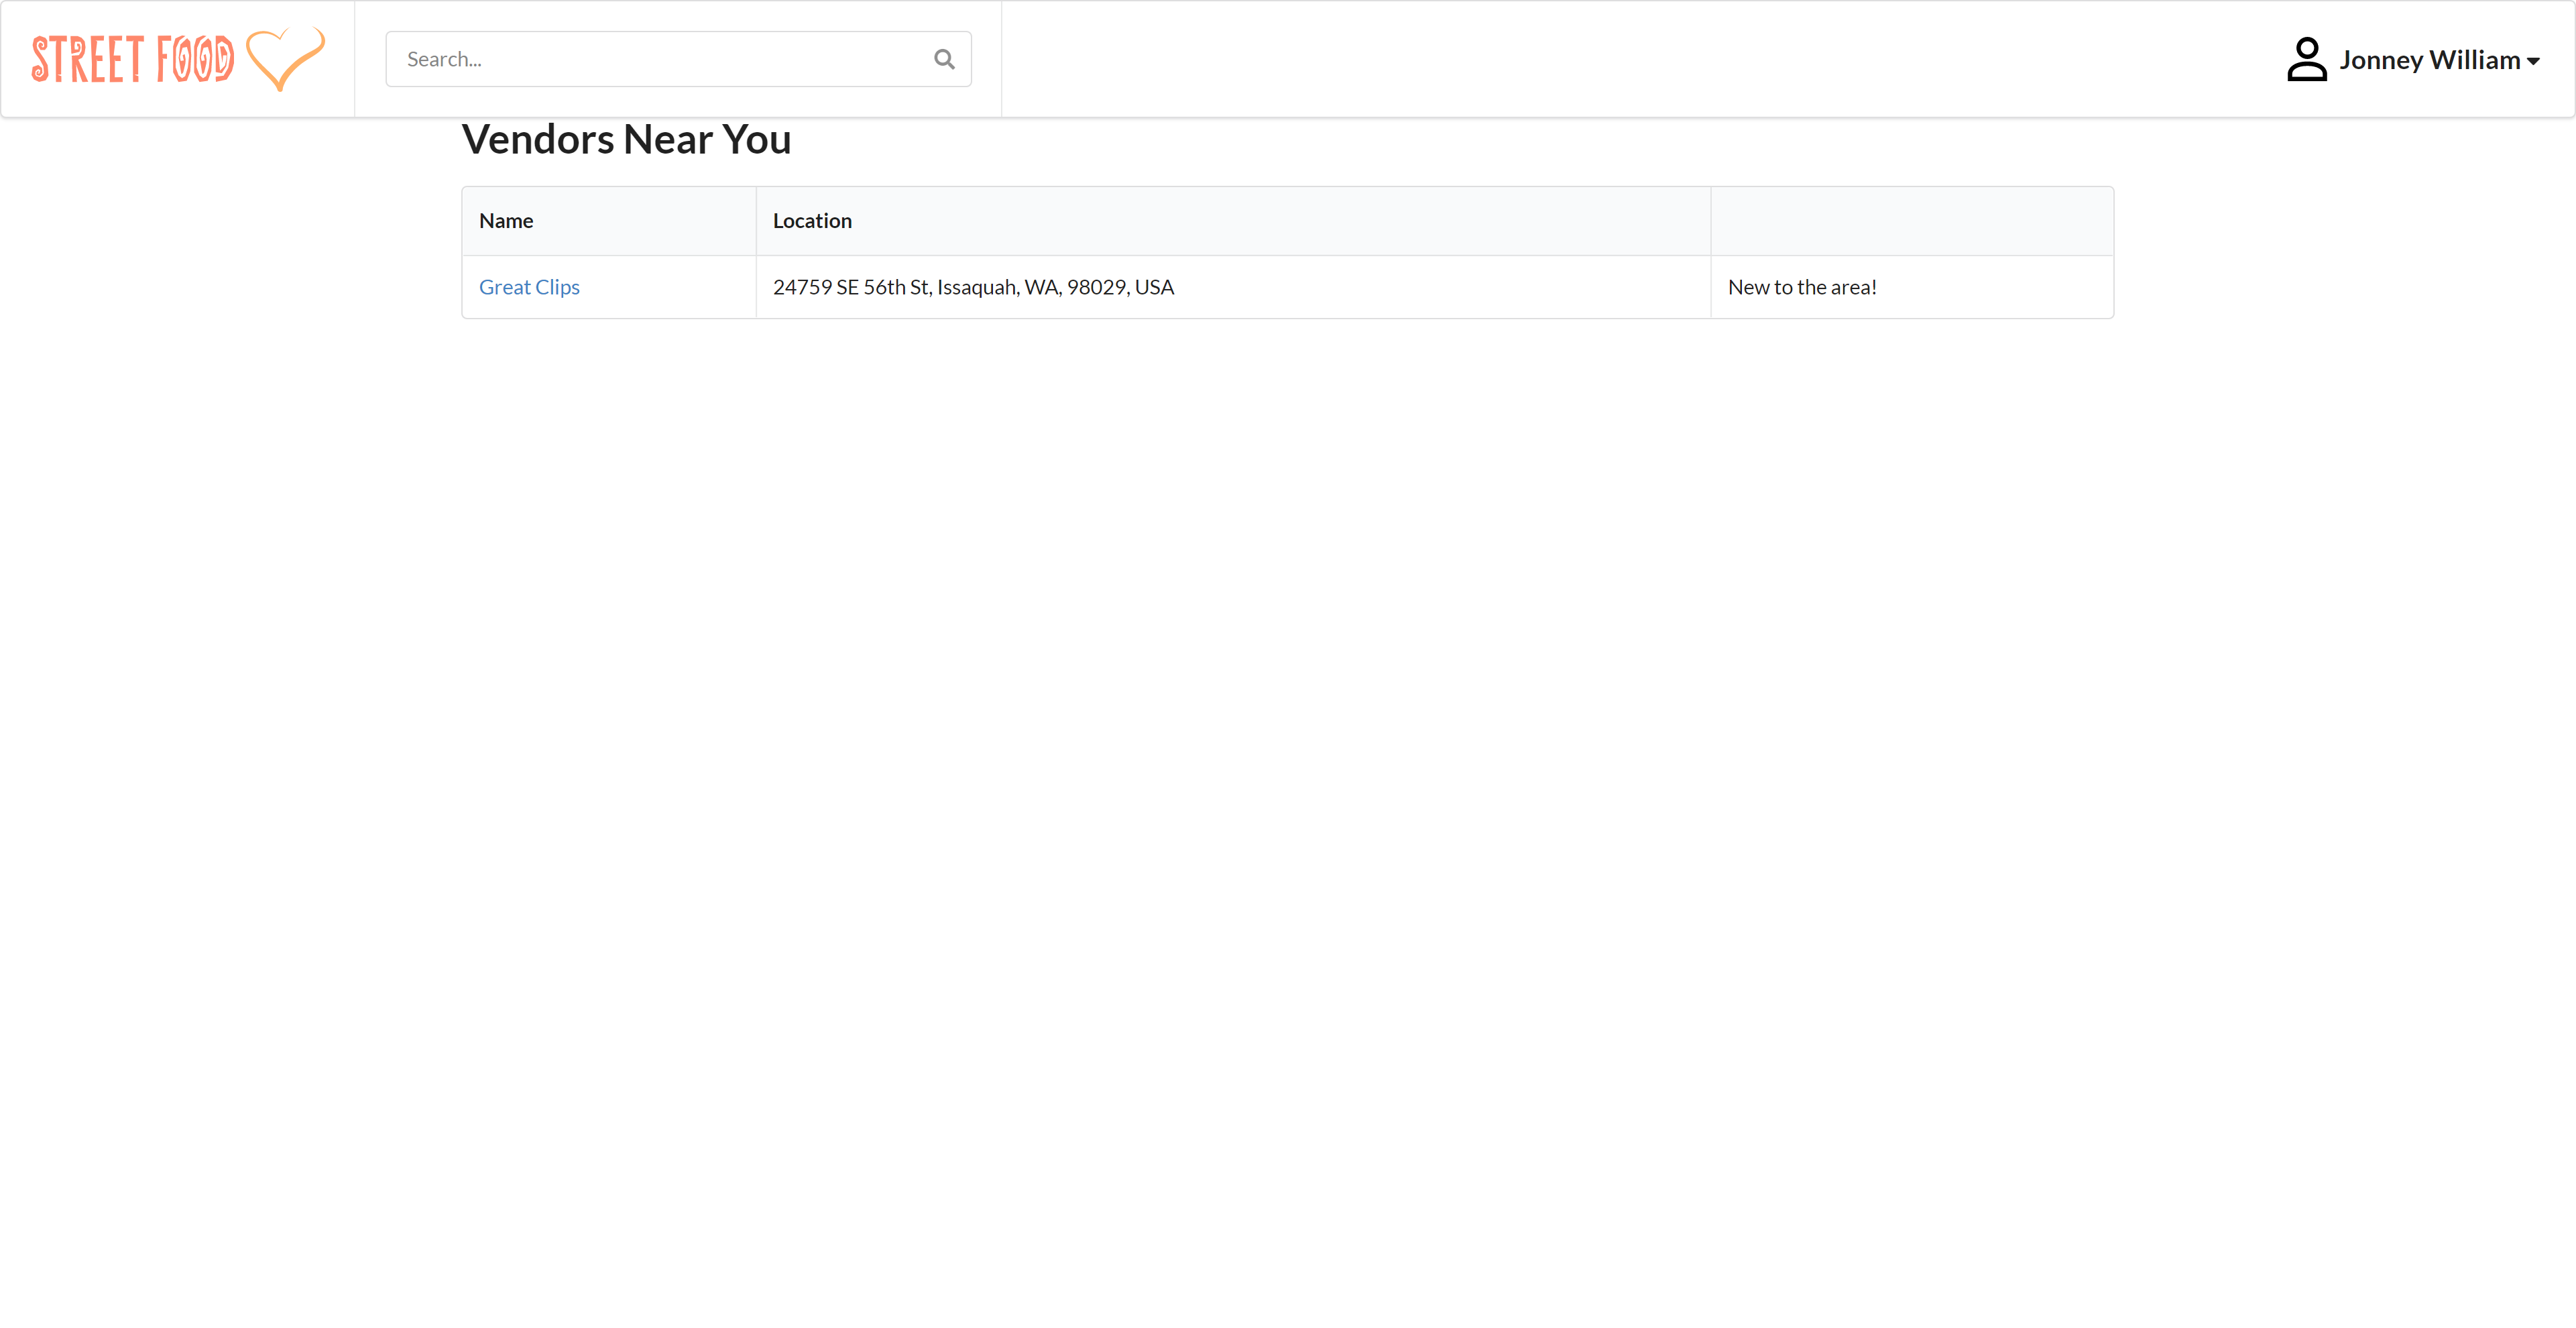 STREET FOOD
Search...
Jonney William
Vendors Near You
Name Location
Great Clips 24759 SE 56th St, Issaquah, WA, 98029, USA New to the area!